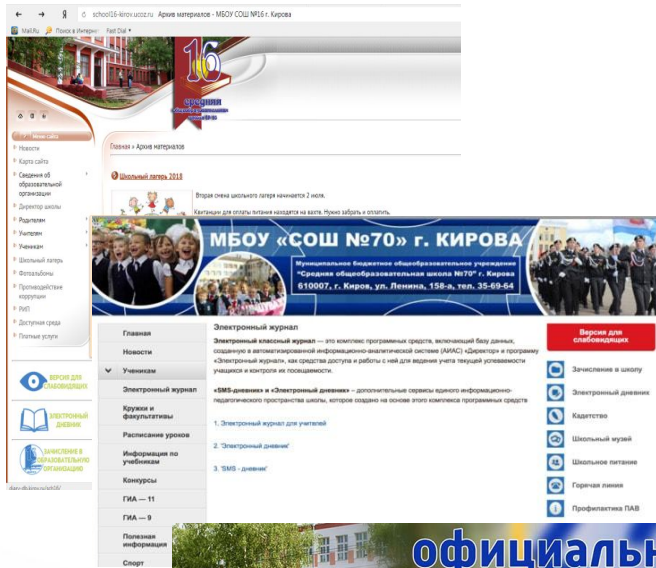 school16-kirov.ucoz.ru Архив материалов - МБОУ СОШ №16 г. Кирова
Mail.Ru Поиск в Интернет Fast Dial
16
средняя
Меню сайта
Новости
Карта сайта
Сведения об
образовательной
организации
Директор школы
Родителям
Учителям
Ученикам
Школьный лагерь
Фотоальбомы
Противодействие
коррупции
РИП
Доступная среда
Платные услуги
ВЕРСИЯ ДЛЯ
СЛАБОВИДЯЩИХ
ЭЛЕКТРОННЫЙ
ДНЕВНИК
ЗАЧИСЛЕНИЕ В
ОБРАЗОВАТЕЛЬНУЮ
ОРГАНИЗАЦИЮ
Главная » Архив материалов
Школьный лагерь 2018
Вторая смена школьного лагеря начинается 2 июля.
Квитанции для оплаты питания находятся на вахте. Нужно забрать и оплатить.
МБОУ «СОШ №70» г. КИРОВА
Муниципальное бюджетное общеобразовательное учреждение
"Средняя общеобразовательная школа №70" г. Кирова
610007, г. Киров, ул. Ленина, 158-а, тел. 35-69-64
Главная
Новости
Ученикам
Электронный журнал
Кружки и
факультативы
Расписание уроков
Информация по
учебникам
Конкурсы
ГИА — 11
ГИА — 9
Полезная
информация
Спорт
Электронный журнал
Электронный классный журнал — это комплекс программных средств, включающий базу данных,
созданную в автоматизированной информационно-аналитической системе (АИАС) «Директор» и программу
«Электронный журнал», как средства доступа и работы с ней для ведения учета текущей успеваемости
учащихся и контроля их посещаемости.
«SMS-дневник» и «Электронный дневник» – дополнительные сервисы единого информационно-
педагогического пространства школы, которое создано на основе этого комплекса программных средств
1. Электронный журнал для учителей
2. "Электронный дневник"
3. "SMS - дневник"
Версия для
слабовидящих
Зачисление в школу
Электронный дневник
Кадетство
Школьный музей
Школьное питание
Горячая линия
Профилактика ПАВ
официальн